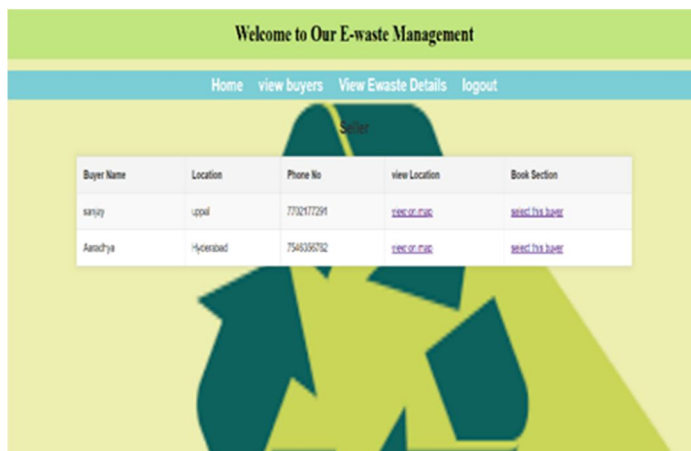 Welcome to Our E-waste Management
Home view buyers View Ewaste Details logout
Seller
Buyer Name Location Phone No view Location Book Section
sanjay uppal 7702177291 view on map select this buyer
Aaradhya Hyderabad 7546356782 view on map select this buyer